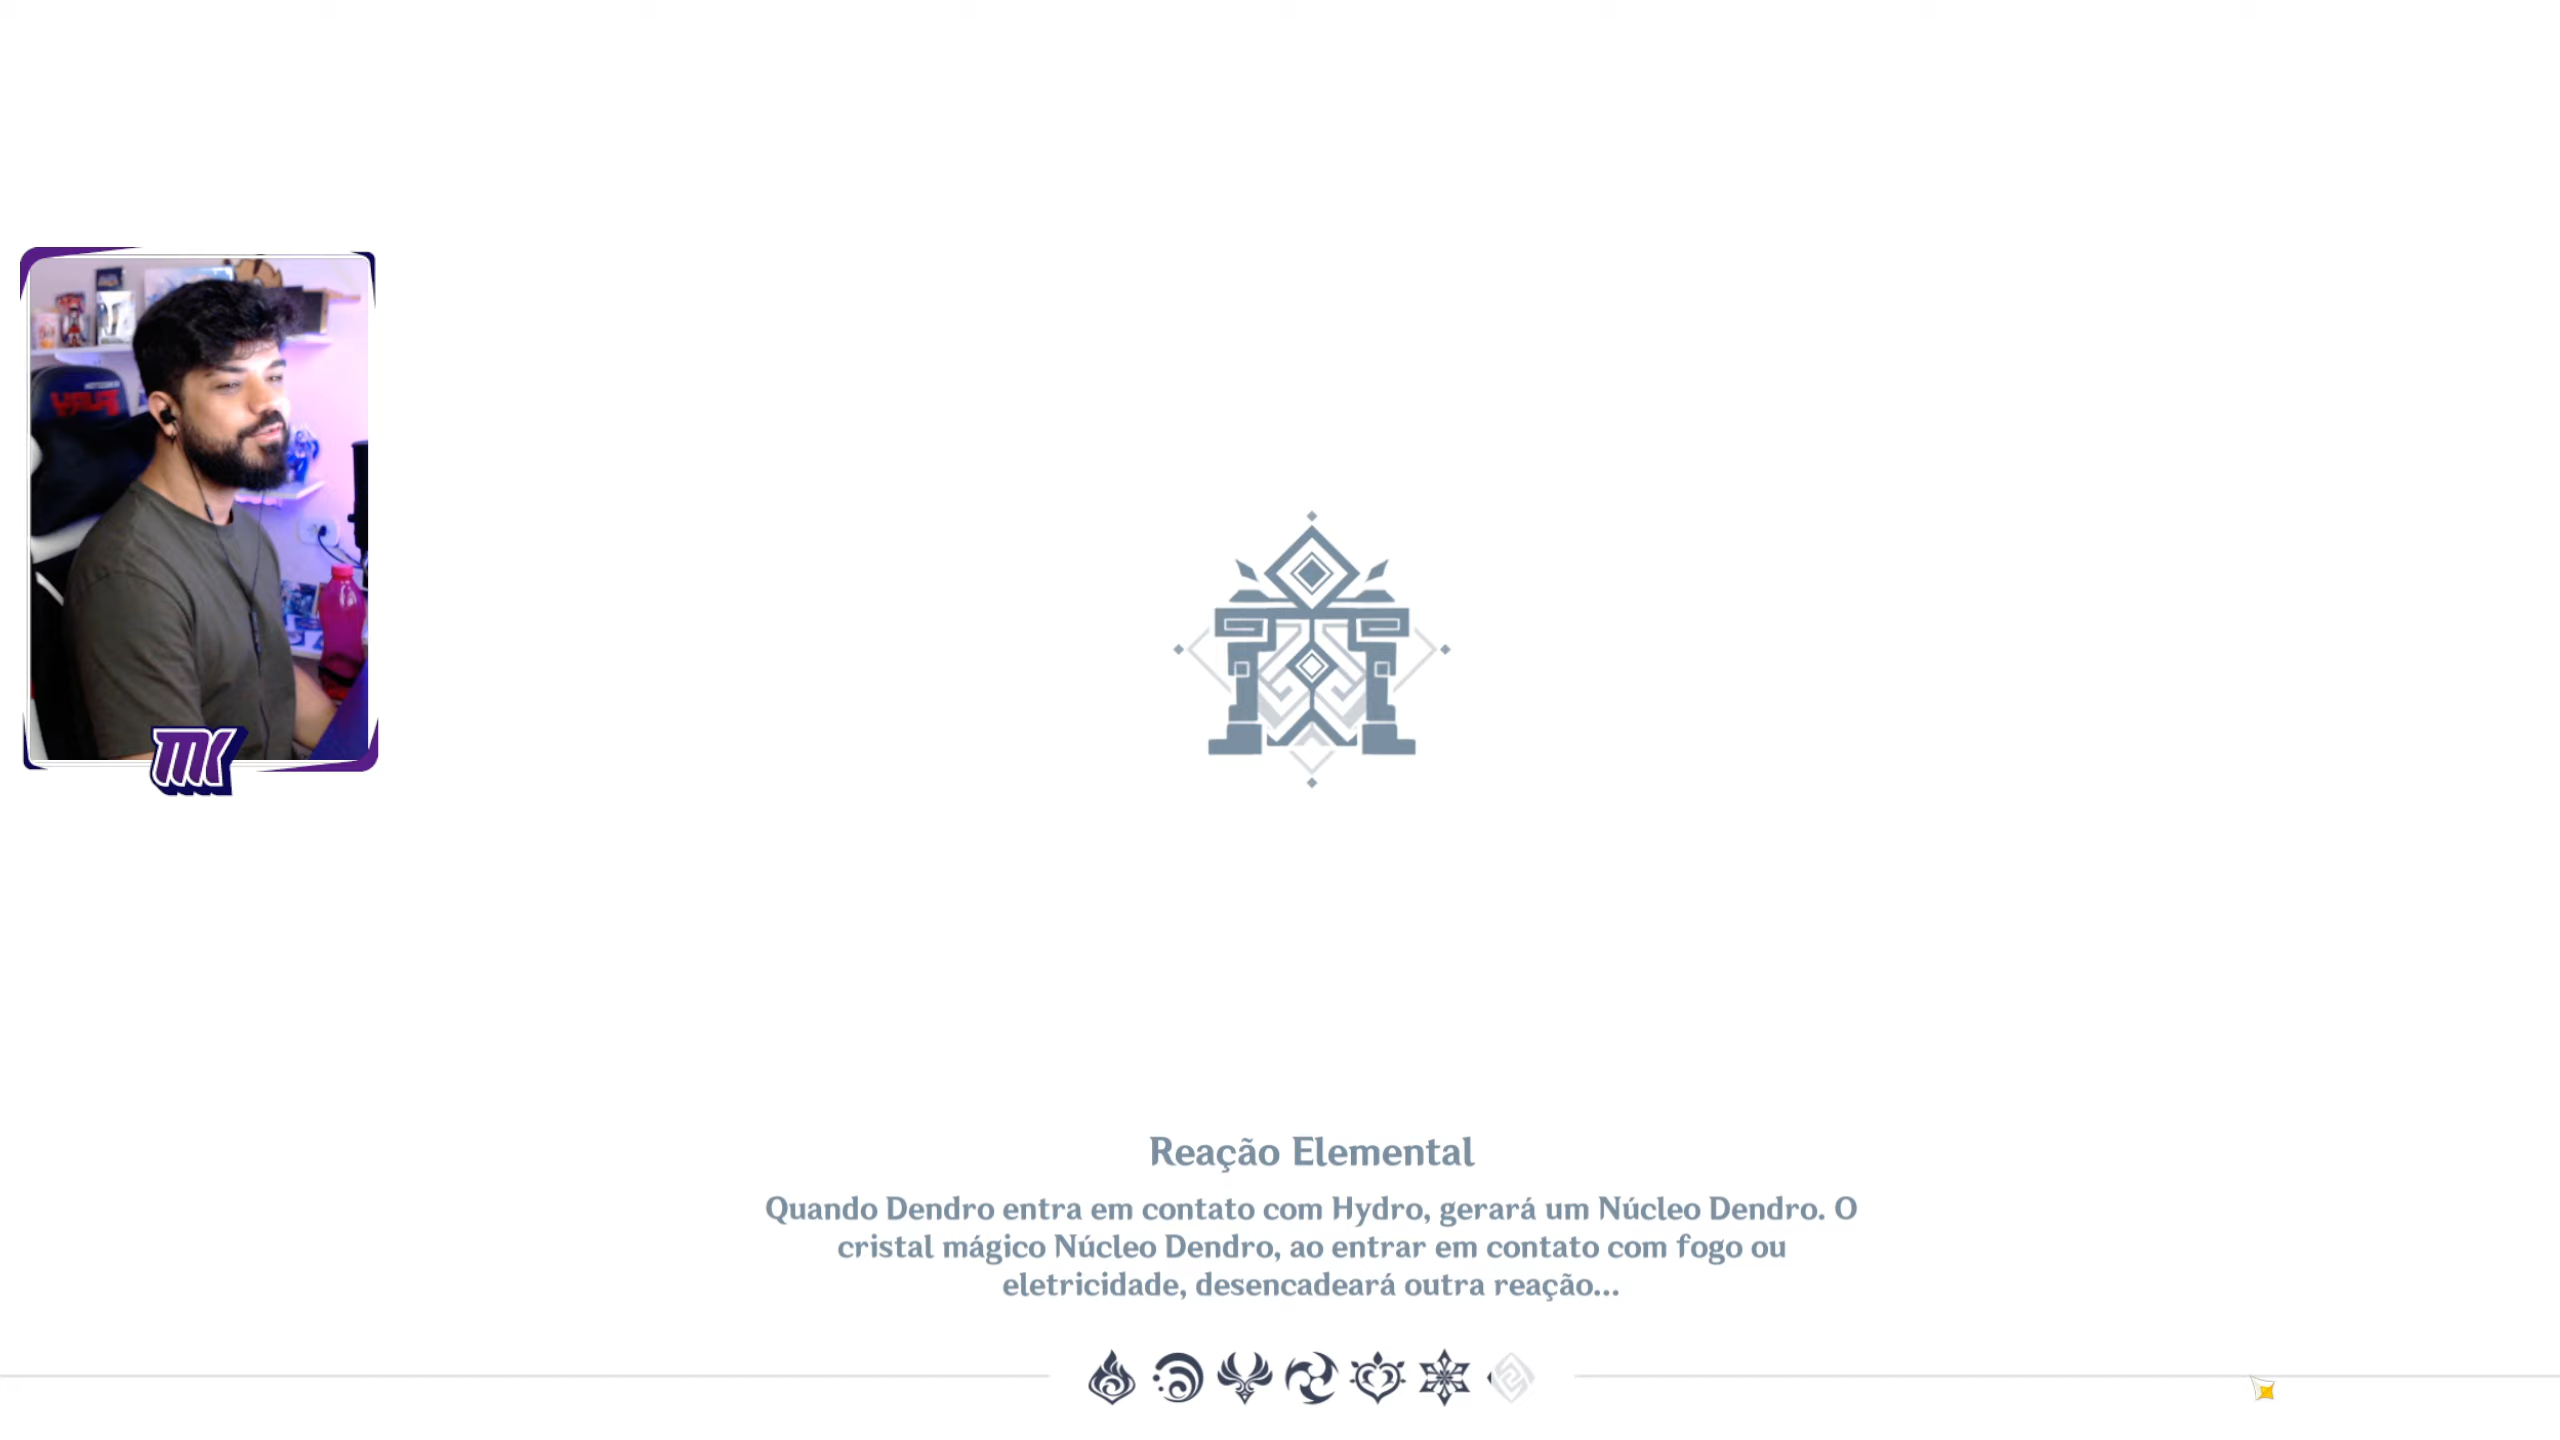 MK
Reação Elemental
Quando Dendro entra em contato com Hydro, gerará um Núcleo Dendro. O
cristal mágico Núcleo Dendro, ao entrar em contato com fogo ou
eletricidade, desencadeará outra reação...